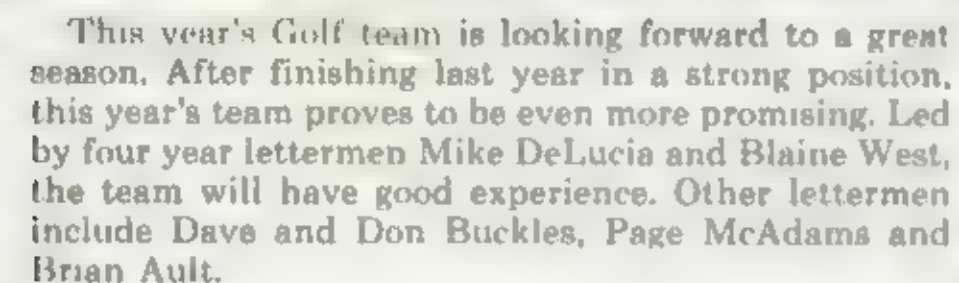 This year's Golf team is looking forward to a great
season. After finishing last year in a strong position,
this year's team proves to be even more promising. Led
by four year lettermen Mike DeLucia and Blaine West,
the team will have good experience. Other lettermen
include Dave and Don Buckles, Page McAdams and
Brian Ault.